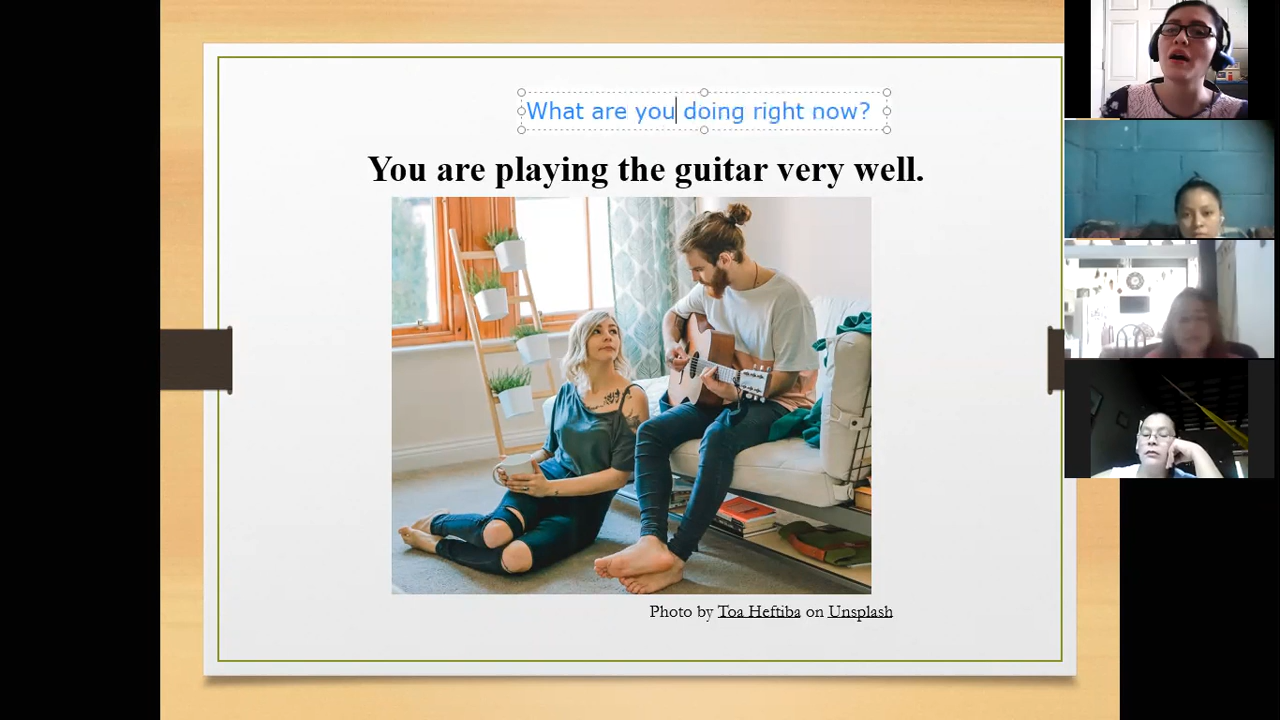 What are you doing right now?
You are playing the guitar very well.
Photo by Toa Heftiba on Unsplash